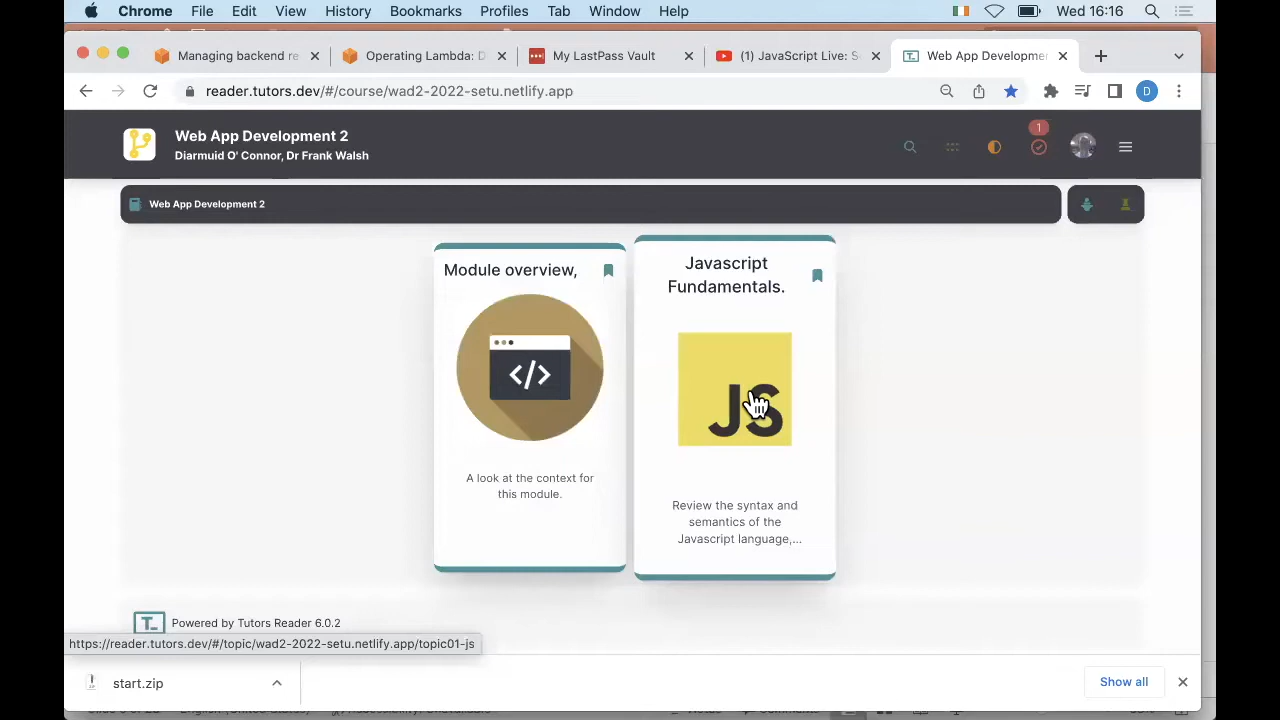 Chrome File Edit View History Bookmarks Profiles Tab Window Help Wed 16:16
Managing backend re Operating Lambda: D My LastPass Vault (1) JavaScript Live: S Web App Developmen
reader.tutors.dev/#/course/wad2-2022-setu.netlify.app D
Web App Development 2
Diarmuid O' Connor, Dr Frank Walsh
1
Web App Development 2
Module overview,
Javascript
Fundamentals.
</>
JS
A look at the context for
this module.
Review the syntax and
semantics of the
Javascript language,...
T
Powered by Tutors Reader 6.0.2
https://reader.tutors.dev/#/topic/wad2-2022-setu.netlify.app/topic01-js
start.zip
Show all